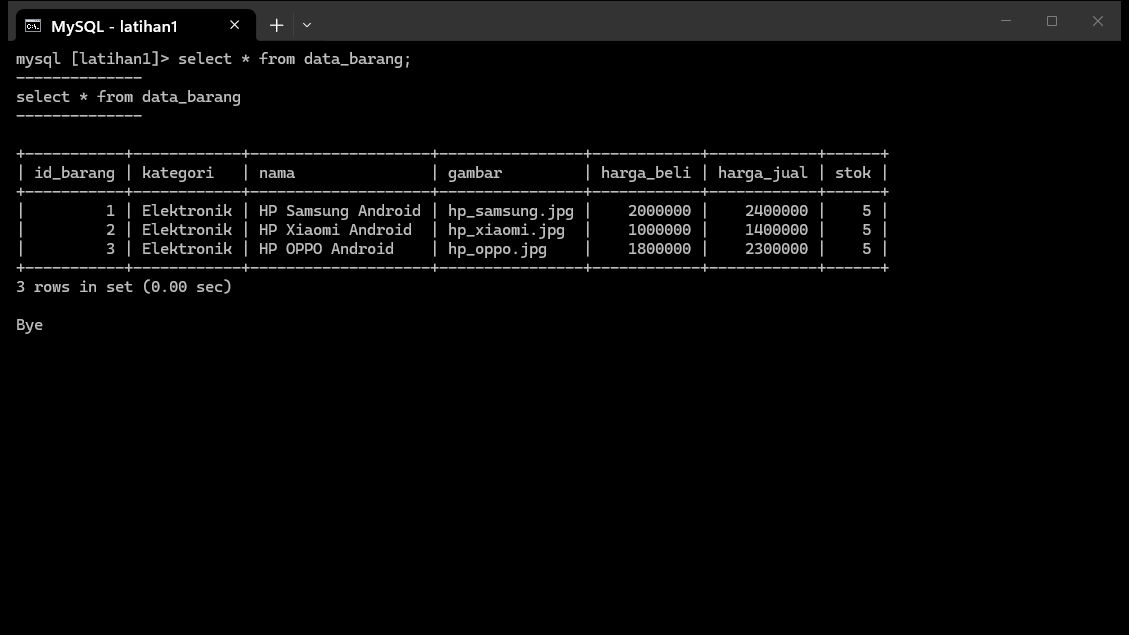 MySQL - latihan1
mysql [latihan1]> select * from data_barang;
--------------
select * from data_barang
--------------
+-----------+------------+--------------------+----------------+------------+------------+------+
| id_barang | kategori   | nama               | gambar         | harga_beli | harga_jual | stok |
+-----------+------------+--------------------+----------------+------------+------------+------+
|         1 | Elektronik | HP Samsung Android | hp_samsung.jpg |    2000000 |    2400000 |    5 |
|         2 | Elektronik | HP Xiaomi Android  | hp_xiaomi.jpg  |    1000000 |    1400000 |    5 |
|         3 | Elektronik | HP OPPO Android    | hp_oppo.jpg    |    1800000 |    2300000 |    5 |
+-----------+------------+--------------------+----------------+------------+------------+------+
3 rows in set (0.00 sec)
Bye